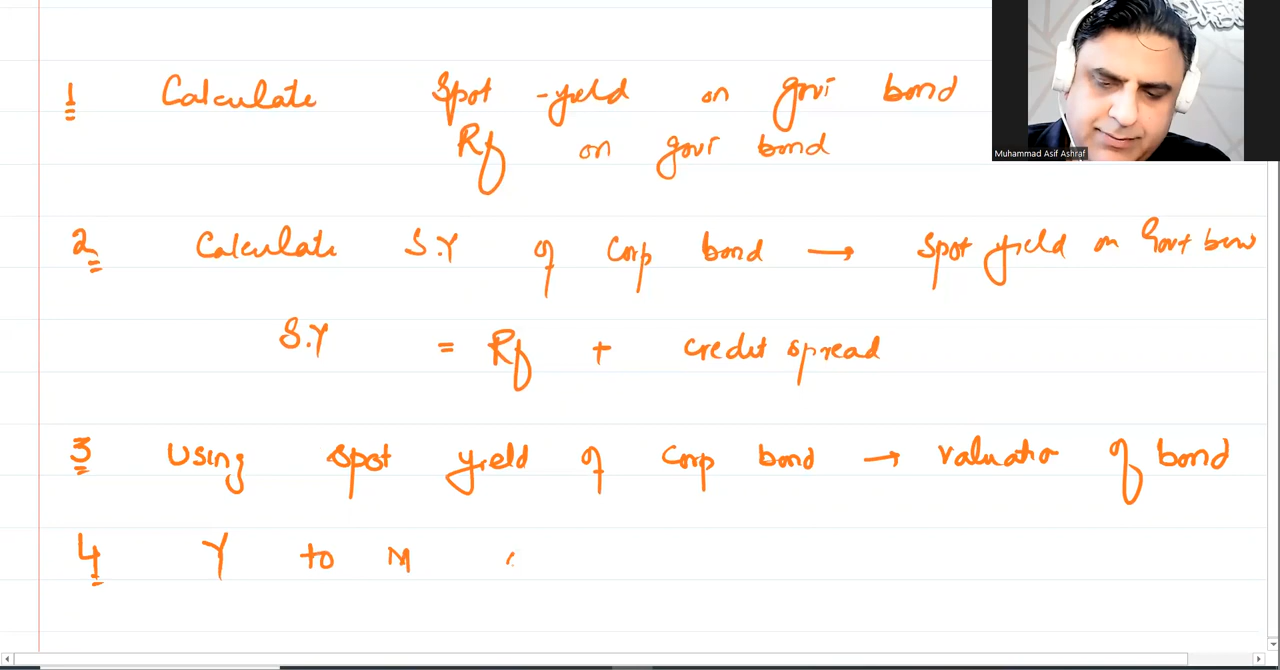 1 Calculate Spot -yield on govt bond
Rf on govt bond
Muhammad Asif Ashraf
2 Calculate S.Y of Corp bond → Spot yield on Govt
S.Y = Rf + credit spread
3 Using spot yield of Corp bond → valuation of bond
4 Y to M